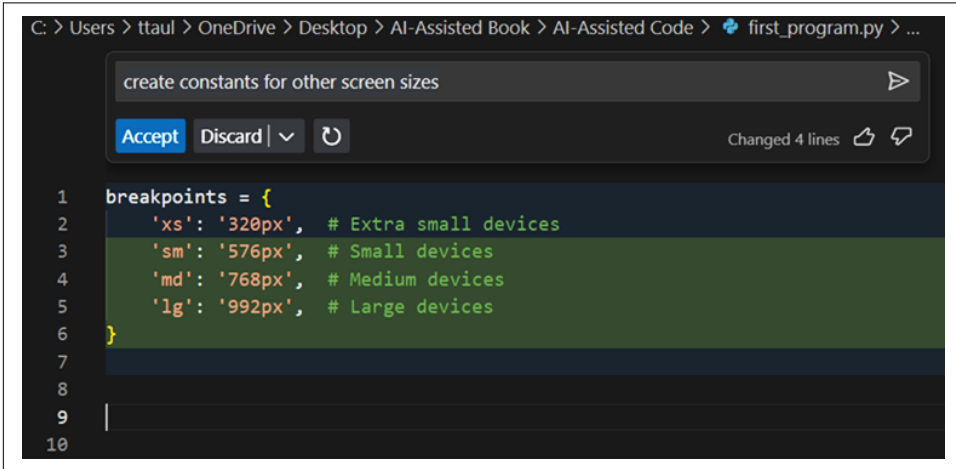 C: > Users > ttaul > OneDrive > Desktop > AI-Assisted Book > AI-Assisted Code > first_program.py > ...
create constants for other screen sizes
Accept Discard | Changed 4 lines
1 breakpoints = {
2     'xs': '320px',  # Extra small devices
3     'sm': '576px',  # Small devices
4     'md': '768px',  # Medium devices
5     'lg': '992px',  # Large devices
6 }
7
8
9
10